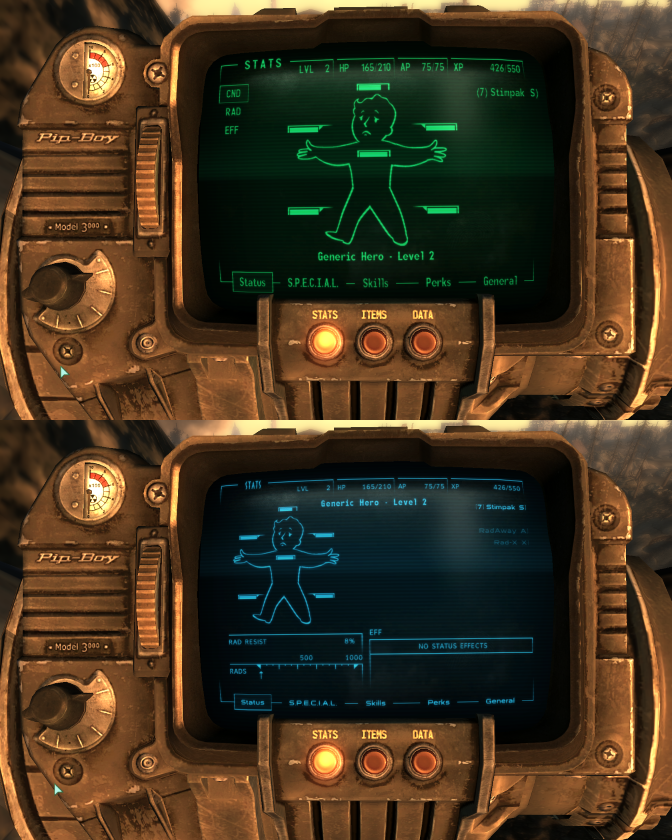 STATS LVL 2 HP 165/210 AP 75/75 XP 426/550
CND (7) Stimpak S)
RAD
EFF
Pip-Boy
Model 3000
Generic Hero - Level 2
Status S.P.E.C.I.A.L. Skills Perks General
STATS ITEMS DATA
STATS LVL 2 HP 165/210 AP 75/75 XP 426/550
Generic Hero - Level 2 (7) Stimpak S)
RadAway A)
Rad-X X)
Pip-Boy
EFF
RAD RESIST 8% NO STATUS EFFECTS
Model 3000
500 1000
RADS
Status S.P.E.C.I.A.L. Skills Perks General
STATS ITEMS DATA